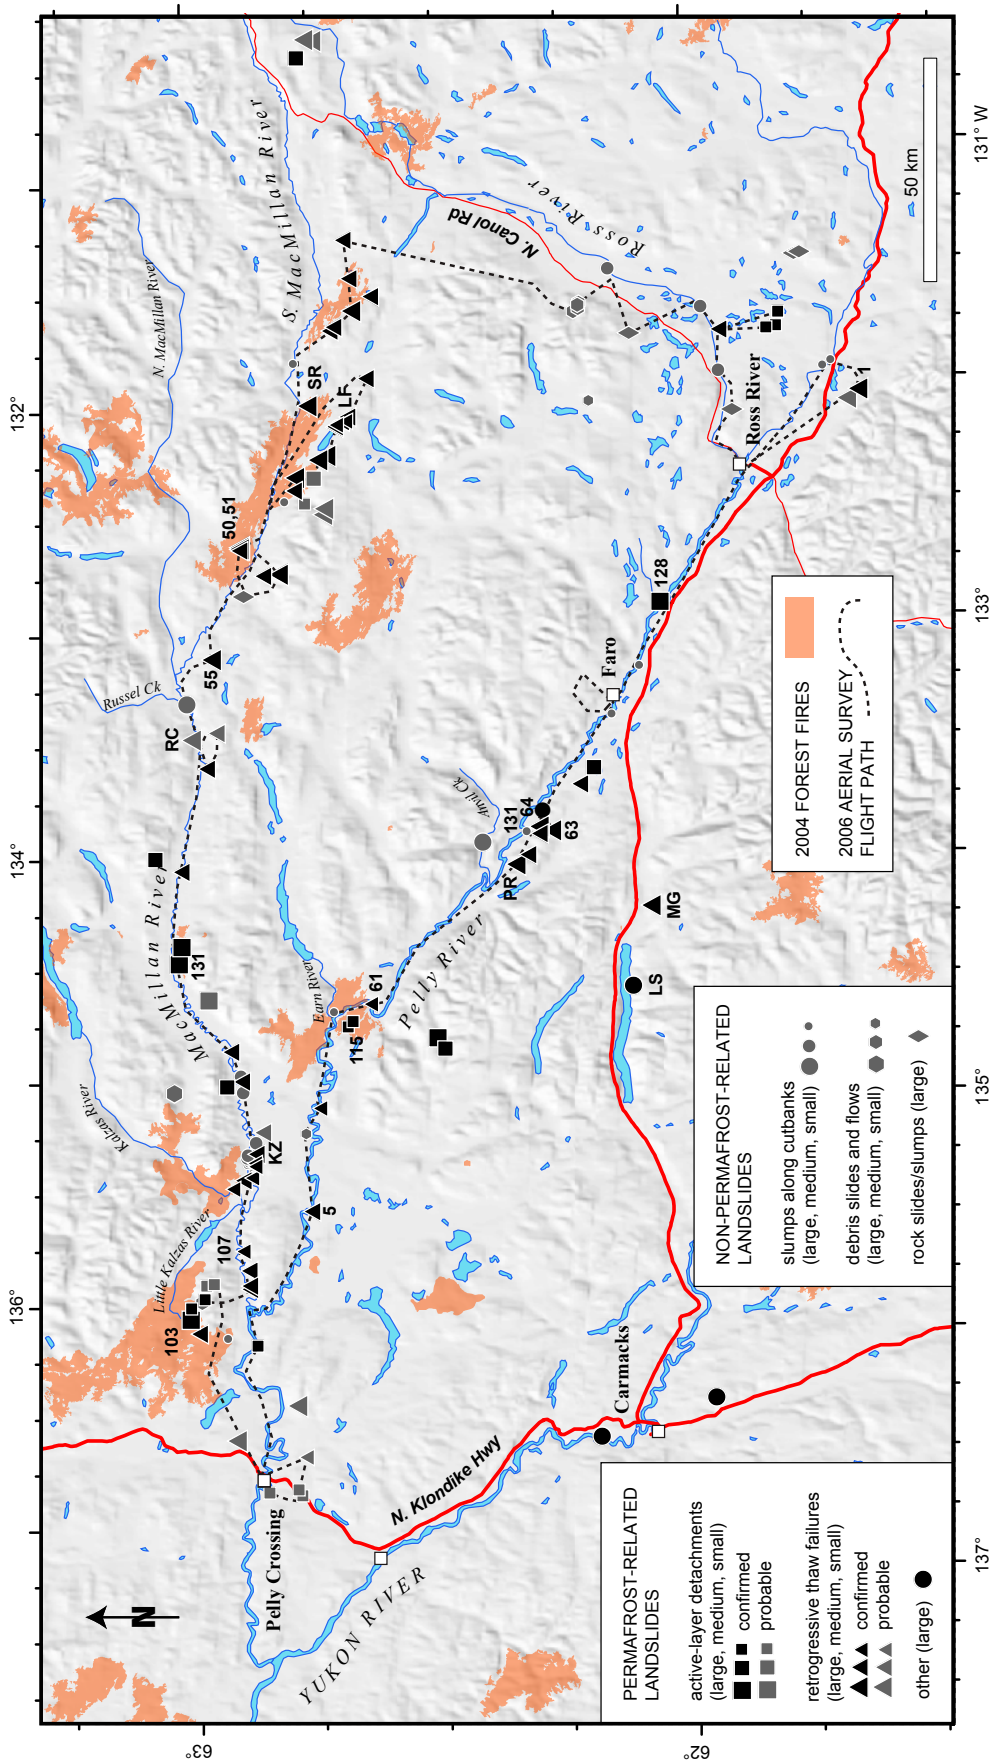 N
YUKON RIVER
Pelly Crossing
N. Klondike Hwy
Carmacks
103
Little Kalzas River
107
Kalzas River
KZ
5
MacMillan River
131
115
Earn River
61
Pelly River
LS
MG
PR
Anvil Ck
131
64
63
RC
Russel Ck
55
Faro
128
50,51
N. MacMillan River
S. MacMillan River
SR
LF
Ross River
1
N. Canol Rd
Ross River
50 km
137°
136°
135°
134°
133°
132°
131° W
136°
134°
132°
63°
62°
PERMAFROST-RELATED
LANDSLIDES
active-layer detachments
(large, medium, small)
confirmed
probable
retrogressive thaw failures
(large, medium, small)
confirmed
probable
other (large)
NON-PERMAFROST-RELATED
LANDSLIDES
slumps along cutbanks
(large, medium, small)
debris slides and flows
(large, medium, small)
rock slides/slumps (large)
2004 FOREST FIRES
2006 AERIAL SURVEY
FLIGHT PATH